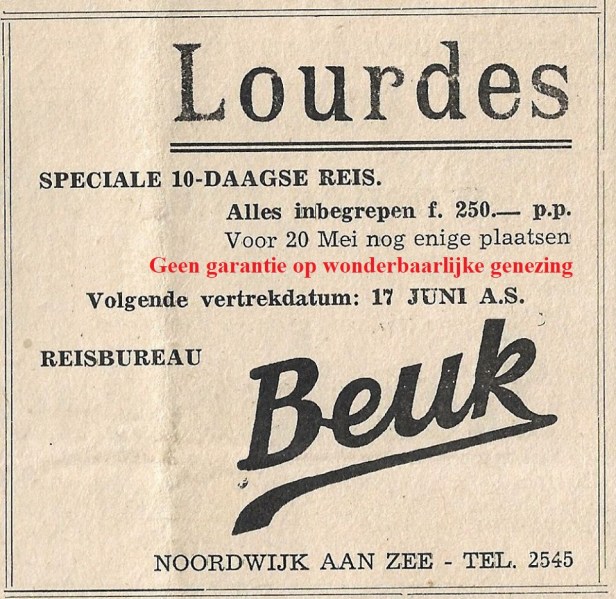 Lourdes
SPECIALE 10-DAAGSE REIS.
Alles inbegrepen f. 250.— p.p.
Voor 20 Mei nog enige plaatsen
Geen garantie op wonderbaarlijke genezing
Volgende vertrekdatum: 17 JUNI A.S.
REISBUREAU
Beuk
NOORDWIJK AAN ZEE - TEL. 2545